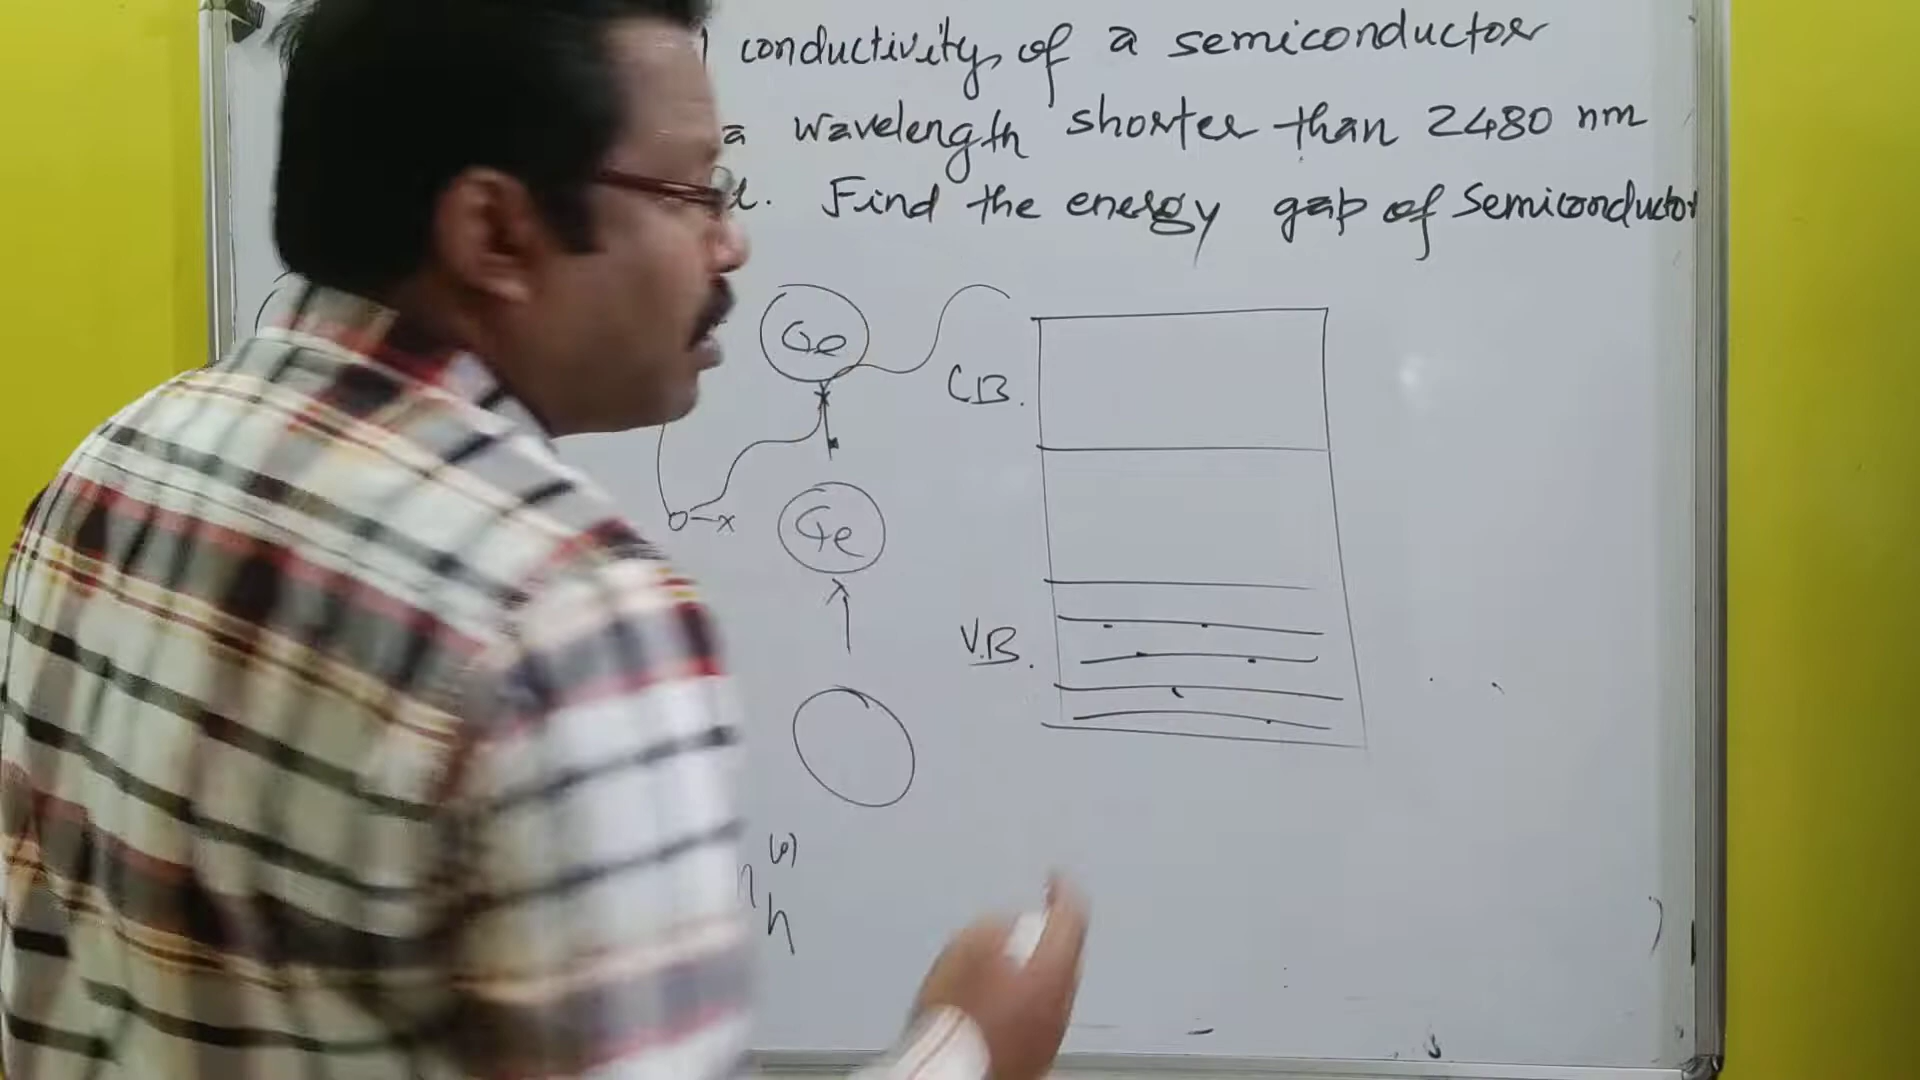 conductivity of a semiconductor
a wavelength shorter than 2480 nm
Find the energy gap of Semiconductor
Ge
C.B.
Ge
V.B.
h